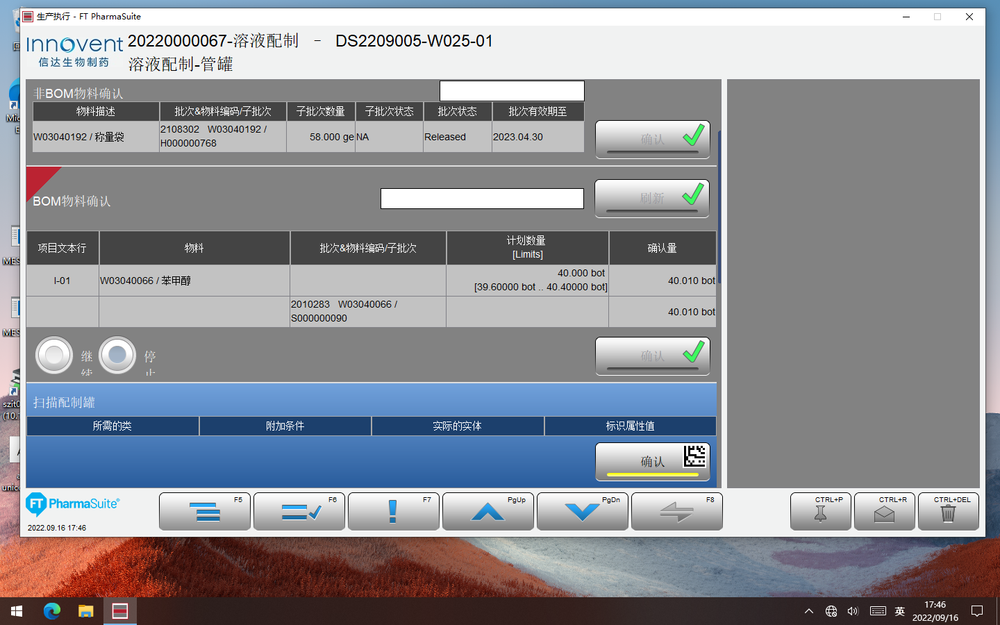 生产执行 - FT PharmaSuite
Innovent
信达生物制药
20220000067-溶液配制 - DS2209005-W025-01
溶液配制-管罐
非BOM物料确认
物料描述 批次&物料编码/子批次 子批次数量 子批次状态 批次状态 批次有效期至
W03040192 / 称量袋 2108302 W03040192 / H000000768 58.000 ge NA Released 2023.04.30
确认
BOM物料确认
刷新
项目文本行 物料 批次&物料编码/子批次 计划数量 [Limits] 确认量
I-01 W03040066 / 苯甲醇 40.000 bot [39.60000 bot .. 40.40000 bot] 40.010 bot
2010283 W03040066 / S000000090 40.010 bot
继续 停止
确认
扫描配制罐
所需的类 附加条件 实际的实体 标识属性值
确认
FT PharmaSuite
2022.09.16 17:46
F5 F6 F7 PgUp PgDn F8 CTRL+P CTRL+R CTRL+DEL
MES
MES
szit0
(10.
unic
英
17:46
2022/09/16